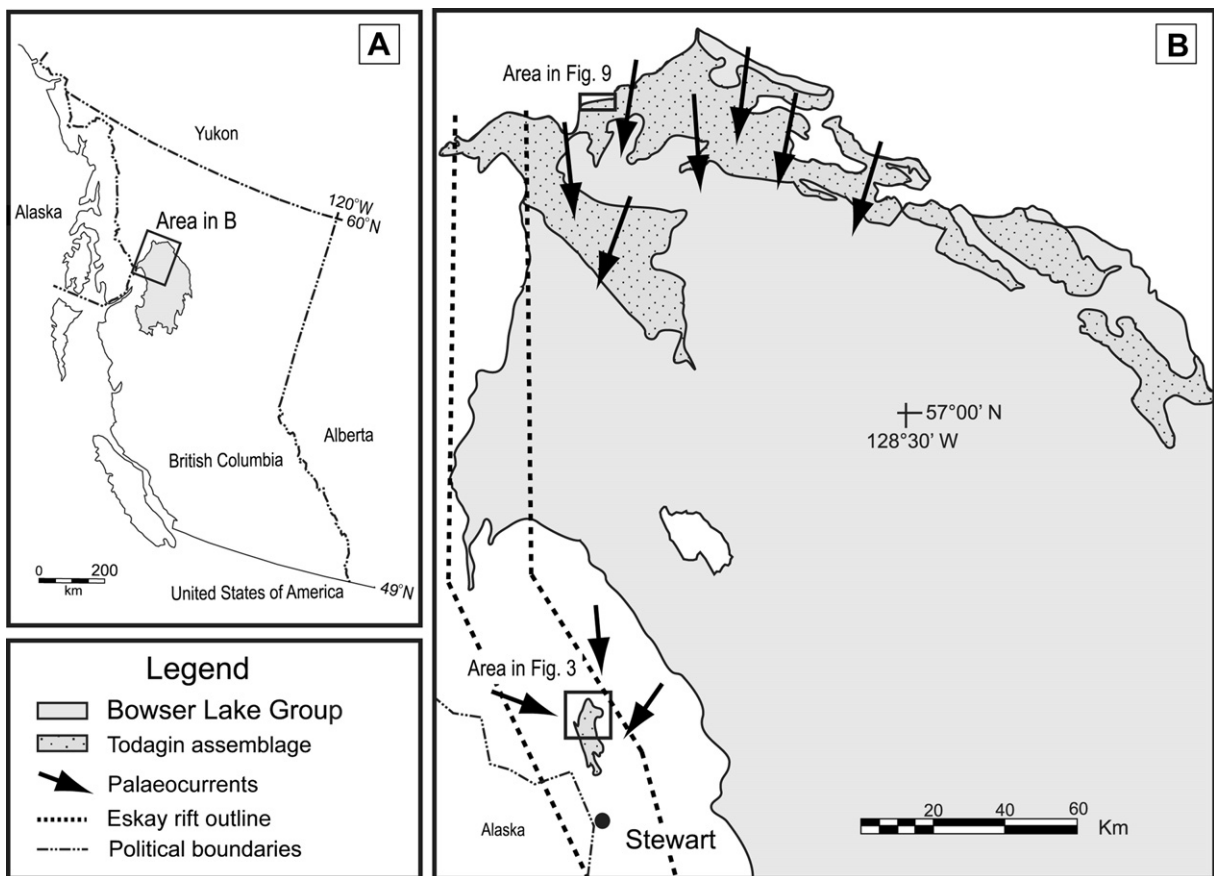 A
Yukon
Alaska
120°W
60°N
Area in B
Alberta
British Columbia
0 200
km
United States of America
49°N
Legend
Bowser Lake Group
Todagin assemblage
Palaeocurrents
Eskay rift outline
Political boundaries
B
Area in Fig. 9
57°00' N
128°30' W
Area in Fig. 3
Alaska
Stewart
20 40 60
Km